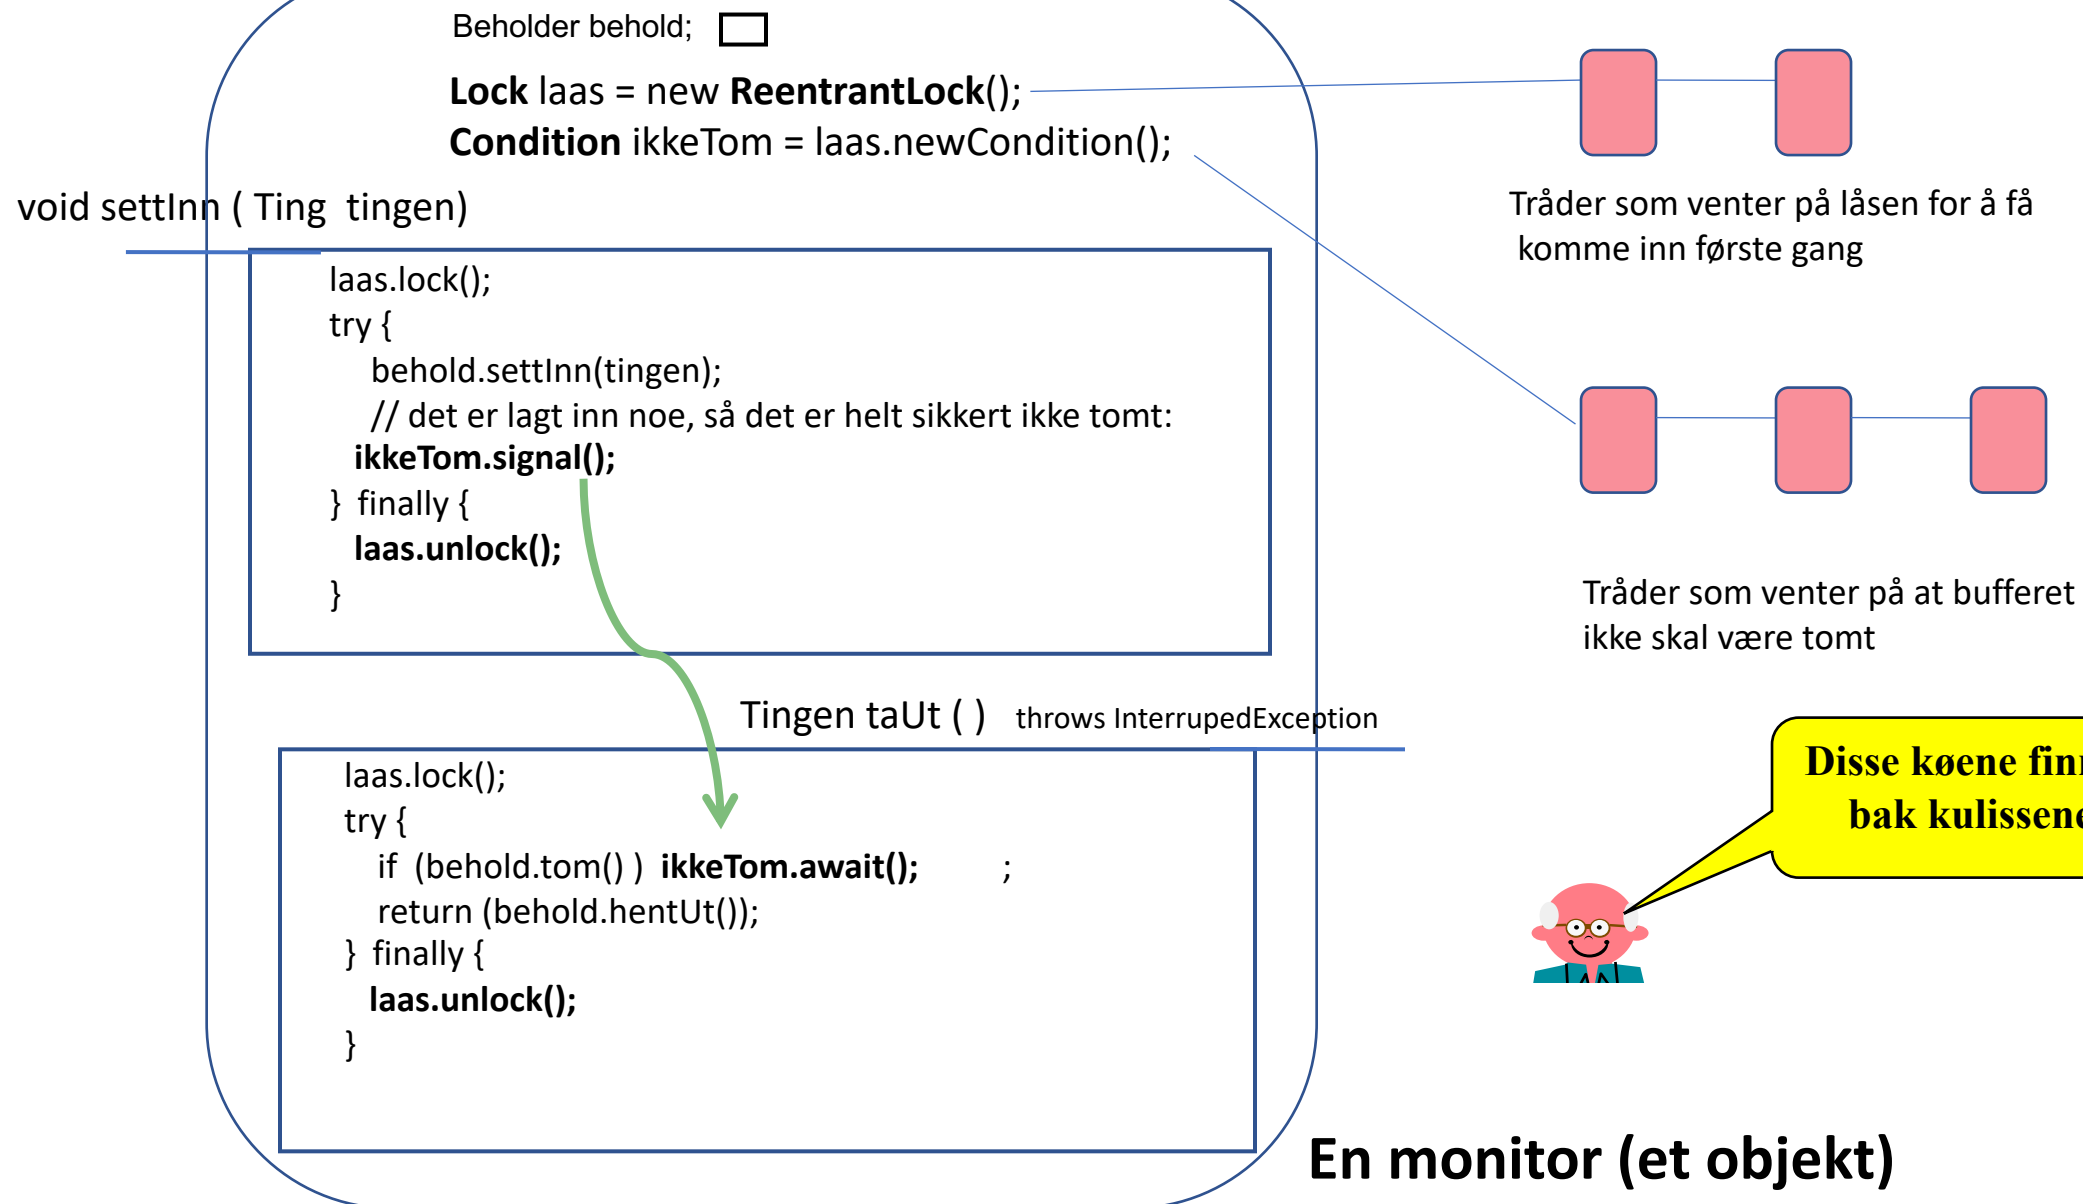 Beholder behold;
Lock laas = new ReentrantLock();
Condition ikkeTom = laas.newCondition();
void settInn ( Ting tingen)
laas.lock();
try {
behold.settInn(tingen);
// det er lagt inn noe, så det er helt sikkert ikke tomt:
ikkeTom.signal();
} finally {
laas.unlock();
}
Tingen taUt ( ) throws InterrupedException
laas.lock();
try {
if (behold.tom() ) ikkeTom.await(); ;
return (behold.hentUt());
} finally {
laas.unlock();
}
Tråder som venter på låsen for å få
komme inn første gang
Tråder som venter på at bufferet
ikke skal være tomt
Disse køene
bak kulissene
En monitor (et objekt)